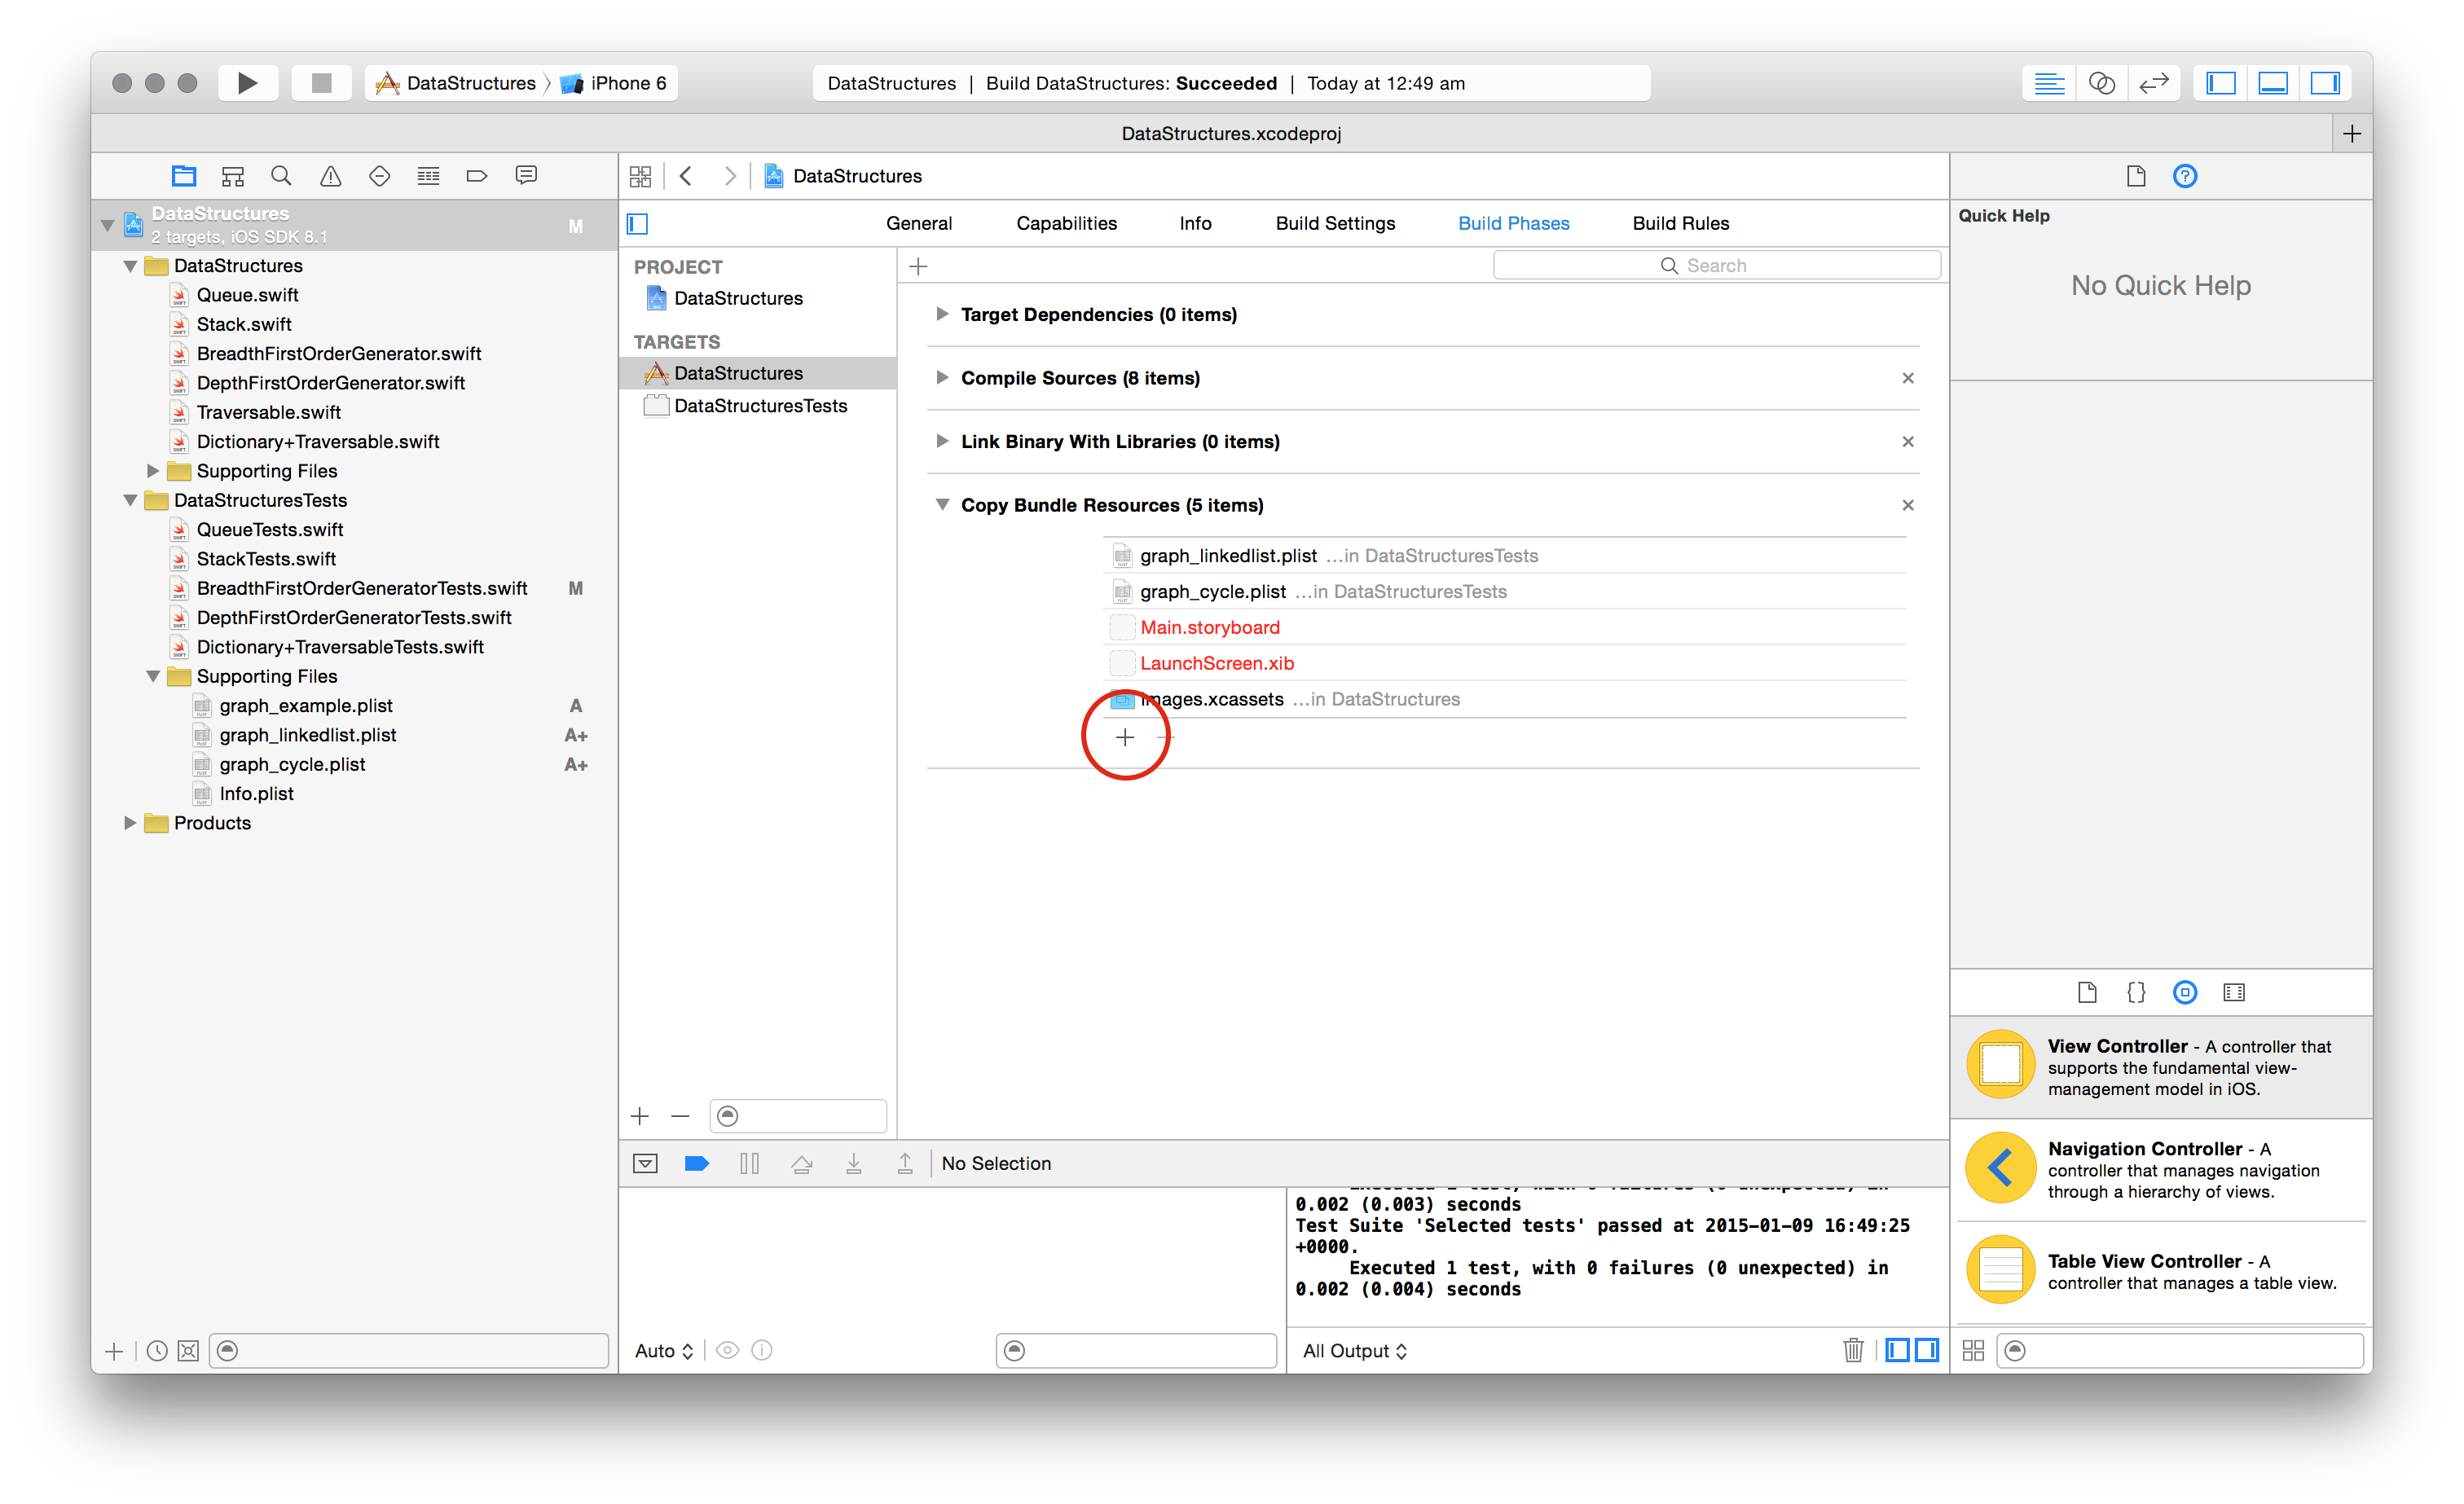 DataStructures 〉 iPhone 6
DataStructures | Build DataStructures: Succeeded | Today at 12:49 am
DataStructures.xcodeproj
DataStructures
2 targets, iOS SDK 8.1
M
DataStructures
Queue.swift
Stack.swift
BreadthFirstOrderGenerator.swift
DepthFirstOrderGenerator.swift
Traversable.swift
Dictionary+Traversable.swift
Supporting Files
DataStructuresTests
QueueTests.swift
StackTests.swift
BreadthFirstOrderGeneratorTests.swift M
DepthFirstOrderGeneratorTests.swift
Dictionary+TraversableTests.swift
Supporting Files
graph_example.plist A
graph_linkedlist.plist A+
graph_cycle.plist A+
Info.plist
Products
DataStructures
General Capabilities Info Build Settings Build Phases Build Rules
PROJECT
DataStructures
TARGETS
DataStructures
DataStructuresTests
Search
Target Dependencies (0 items)
Compile Sources (8 items)
Link Binary With Libraries (0 items)
Copy Bundle Resources (5 items)
graph_linkedlist.plist ...in DataStructuresTests
graph_cycle.plist ...in DataStructuresTests
Main.storyboard
LaunchScreen.xib
Images.xcassets ...in DataStructures
No Selection
Executed 1 test, with 0 failures (0 unexpected) in
0.002 (0.003) seconds
Test Suite 'Selected tests' passed at 2015-01-09 16:49:25
+0000.
Executed 1 test, with 0 failures (0 unexpected) in
0.002 (0.004) seconds
Auto
All Output
Quick Help
No Quick Help
View Controller - A controller that
supports the fundamental view-
management model in iOS.
Navigation Controller - A
controller that manages navigation
through a hierarchy of views.
Table View Controller - A
controller that manages a table view.